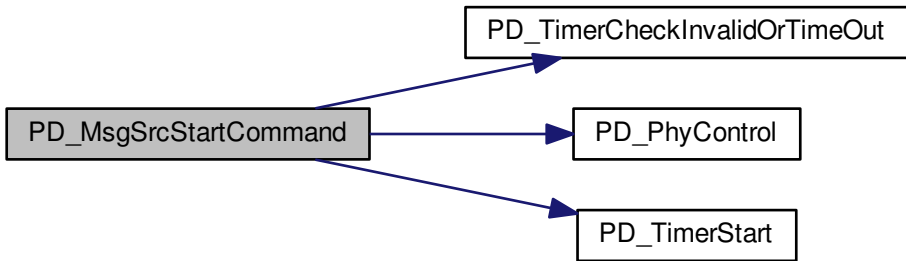 PD_TimerCheckInvalidOrTimeOut
PD_MsgSrcStartCommand
PD_PhyControl
PD_TimerStart